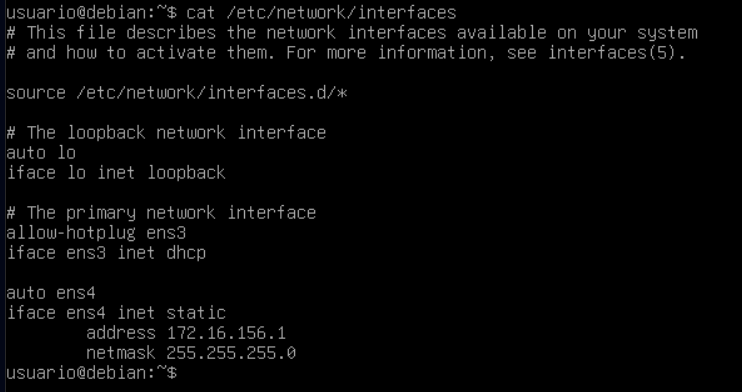 usuario@debian:~$ cat /etc/network/interfaces
# This file describes the network interfaces available on your system
# and how to activate them. For more information, see interfaces(5).
source /etc/network/interfaces.d/*
# The loopback network interface
auto lo
iface lo inet loopback
# The primary network interface
allow-hotplug ens3
iface ens3 inet dhcp
auto ens4
iface ens4 inet static
        address 172.16.156.1
        netmask 255.255.255.0
usuario@debian:~$